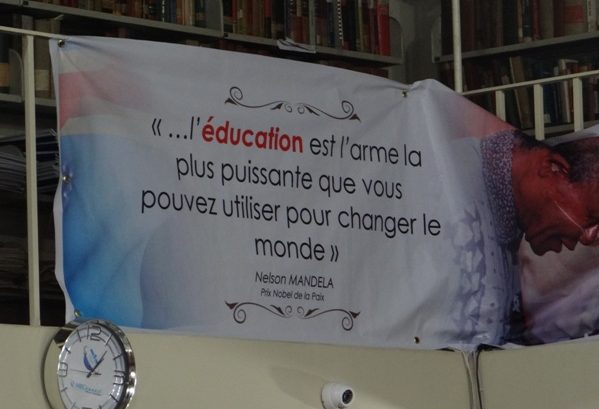 « ...l'éducation est l'arme la
plus puissante que vous
pouvez utiliser pour changer le
monde »
Nelson MANDELA
Prix Nobel de la Paix